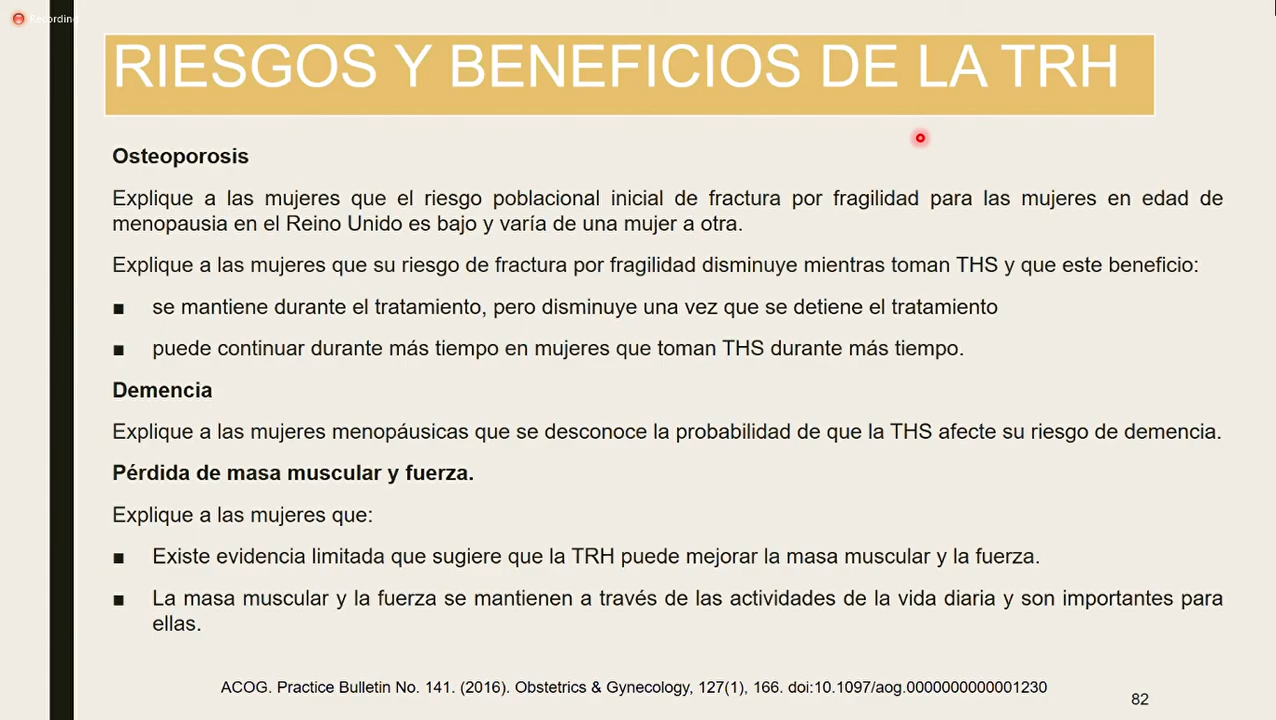 Recording
RIESGOS Y BENEFICIOS DE LA TRH
Osteoporosis
Explique a las mujeres que el riesgo poblacional inicial de fractura por fragilidad para las mujeres en edad de
menopausia en el Reino Unido es bajo y varía de una mujer a otra.
Explique a las mujeres que su riesgo de fractura por fragilidad disminuye mientras toman THS y que este beneficio:
■ se mantiene durante el tratamiento, pero disminuye una vez que se detiene el tratamiento
■ puede continuar durante más tiempo en mujeres que toman THS durante más tiempo.
Demencia
Explique a las mujeres menopáusicas que se desconoce la probabilidad de que la THS afecte su riesgo de demencia.
Pérdida de masa muscular y fuerza.
Explique a las mujeres que:
■ Existe evidencia limitada que sugiere que la TRH puede mejorar la masa muscular y la fuerza.
■ La masa muscular y la fuerza se mantienen a través de las actividades de la vida diaria y son importantes para
ellas.
ACOG. Practice Bulletin No. 141. (2016). Obstetrics & Gynecology, 127(1), 166. doi:10.1097/aog.0000000000001230
82